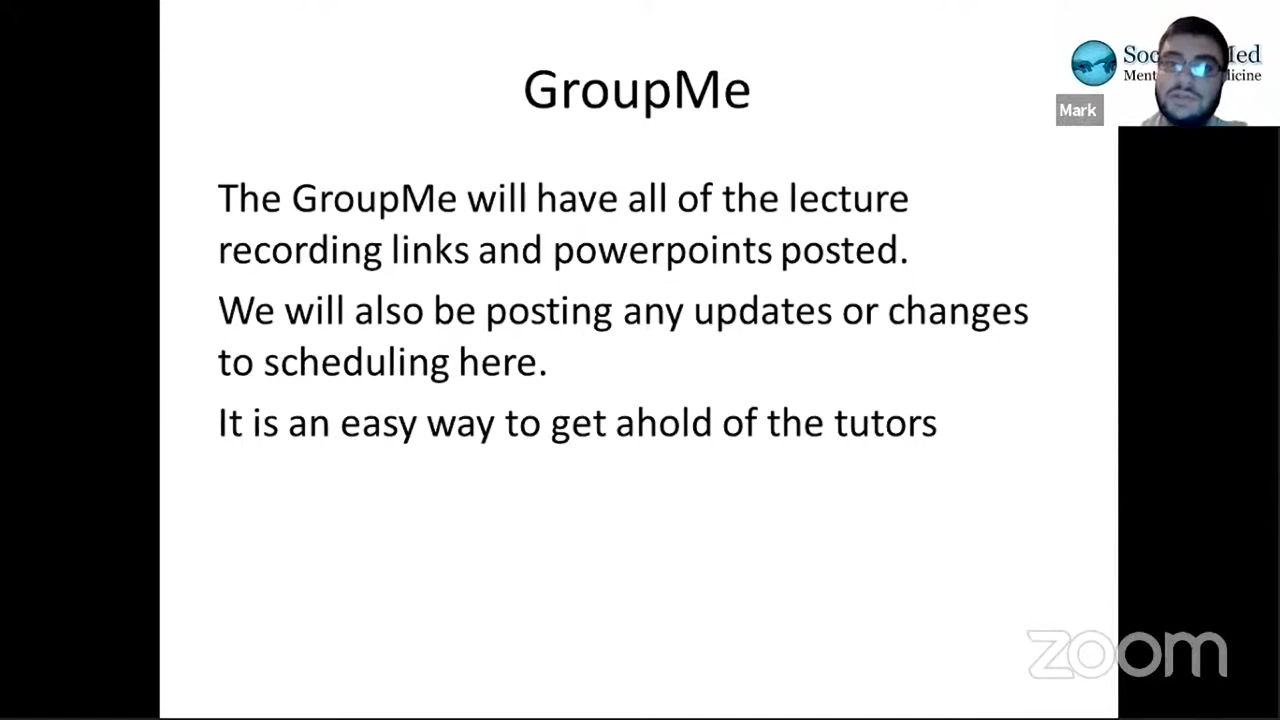 GroupMe
Mark
The GroupMe will have all of the lecture
recording links and powerpoints posted.
We will also be posting any updates or changes
to scheduling here.
It is an easy way to get ahold of the tutors
zoom